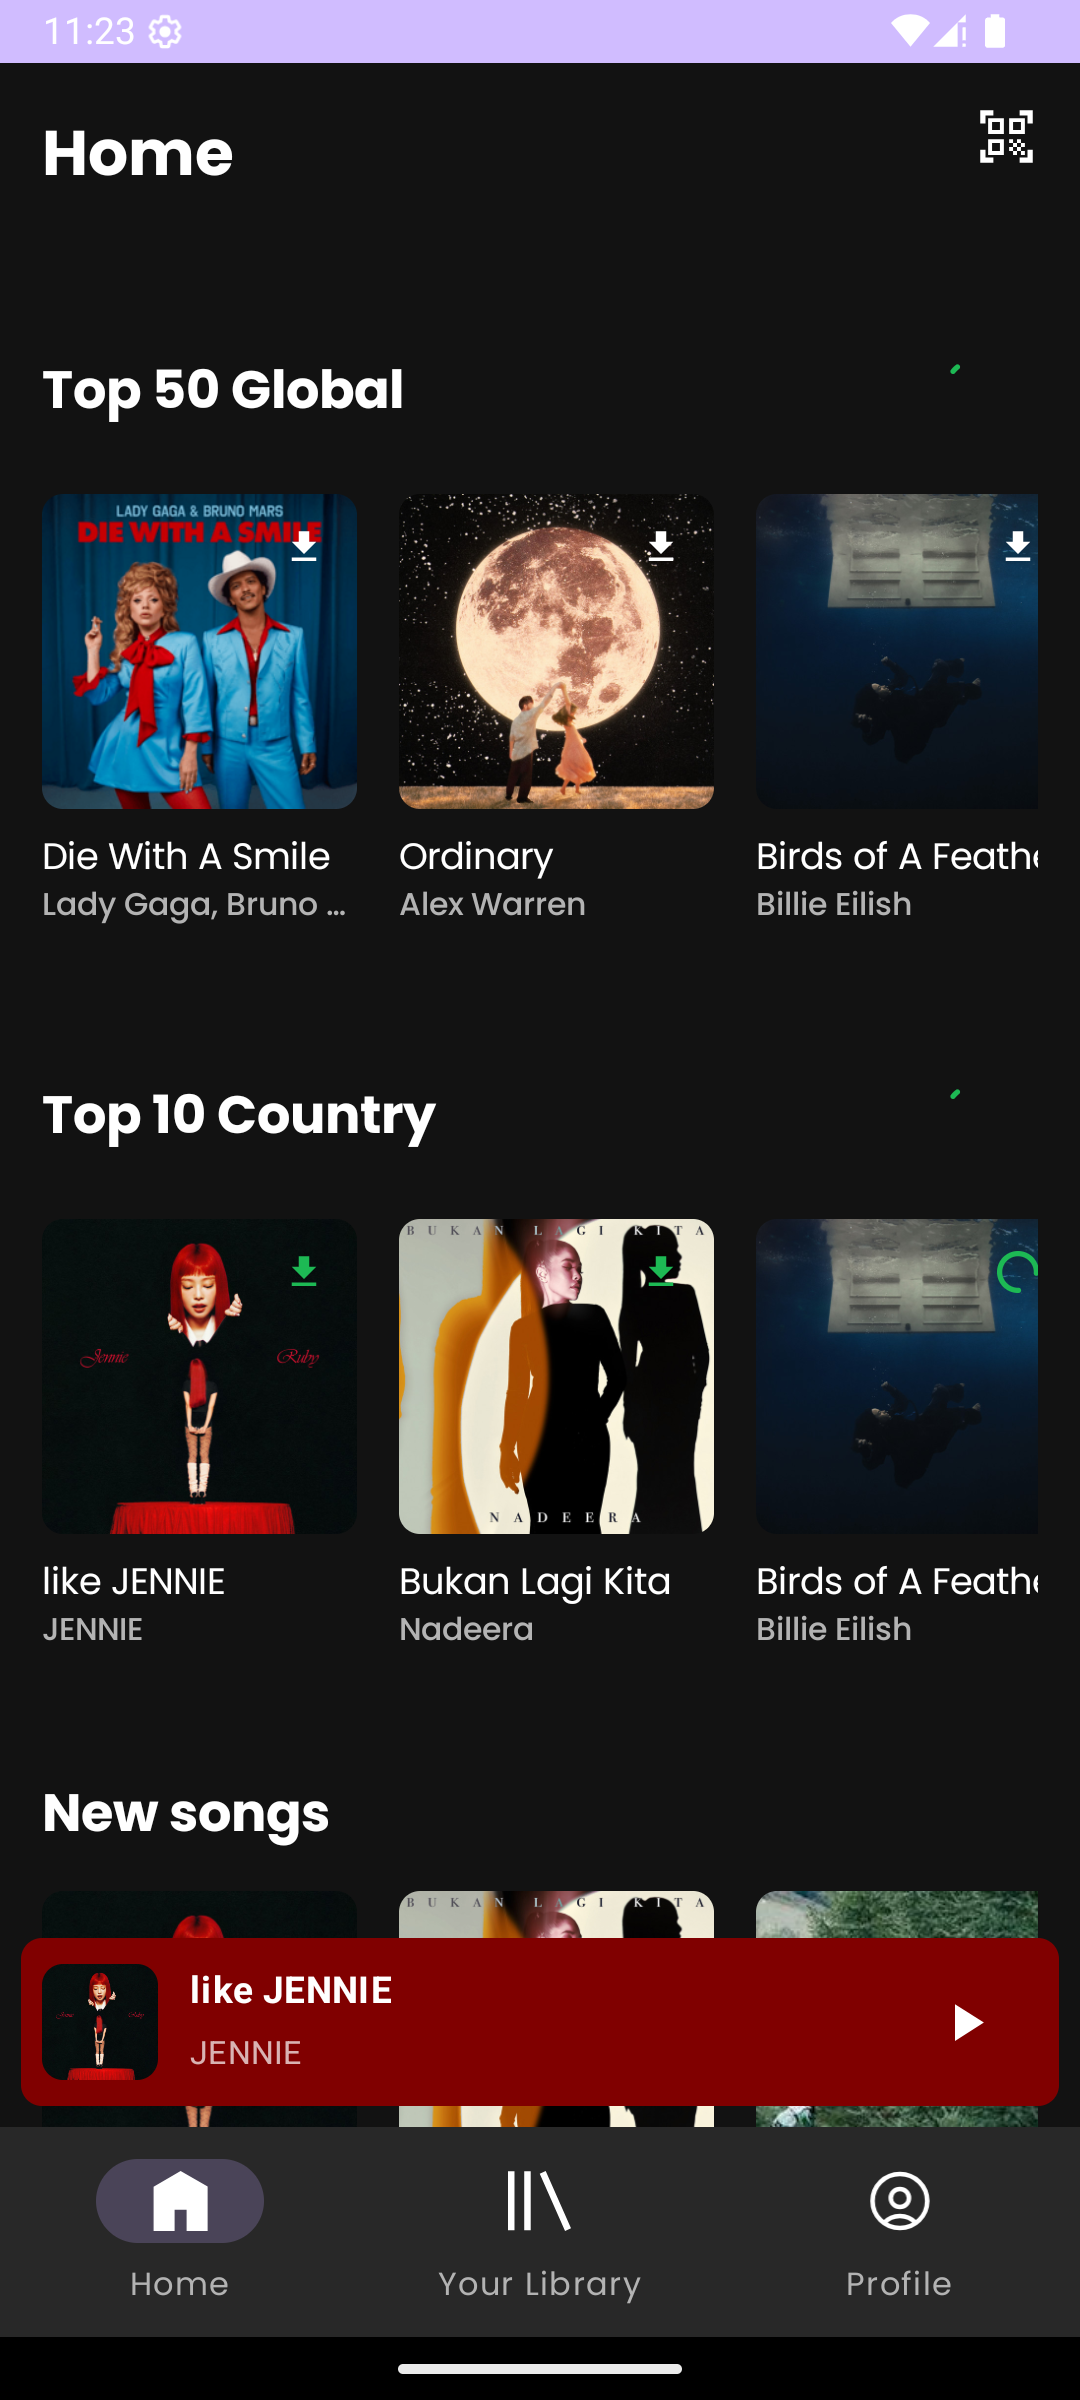 11:23
Home
Top 50 Global
LADY GAGA & BRUNO MARS
DIE WITH A SMILE
Die With A Smile
Lady Gaga, Bruno ...
Ordinary
Alex Warren
Birds of A Feathe
Billie Eilish
Top 10 Country
Jennie
Ruby
BUKAN LAGI KITA
NADEERA
like JENNIE
JENNIE
Bukan Lagi Kita
Nadeera
Birds of A Feathe
Billie Eilish
New songs
BUKAN LAGI KITA
like JENNIE
JENNIE
Home
Your Library
Profile